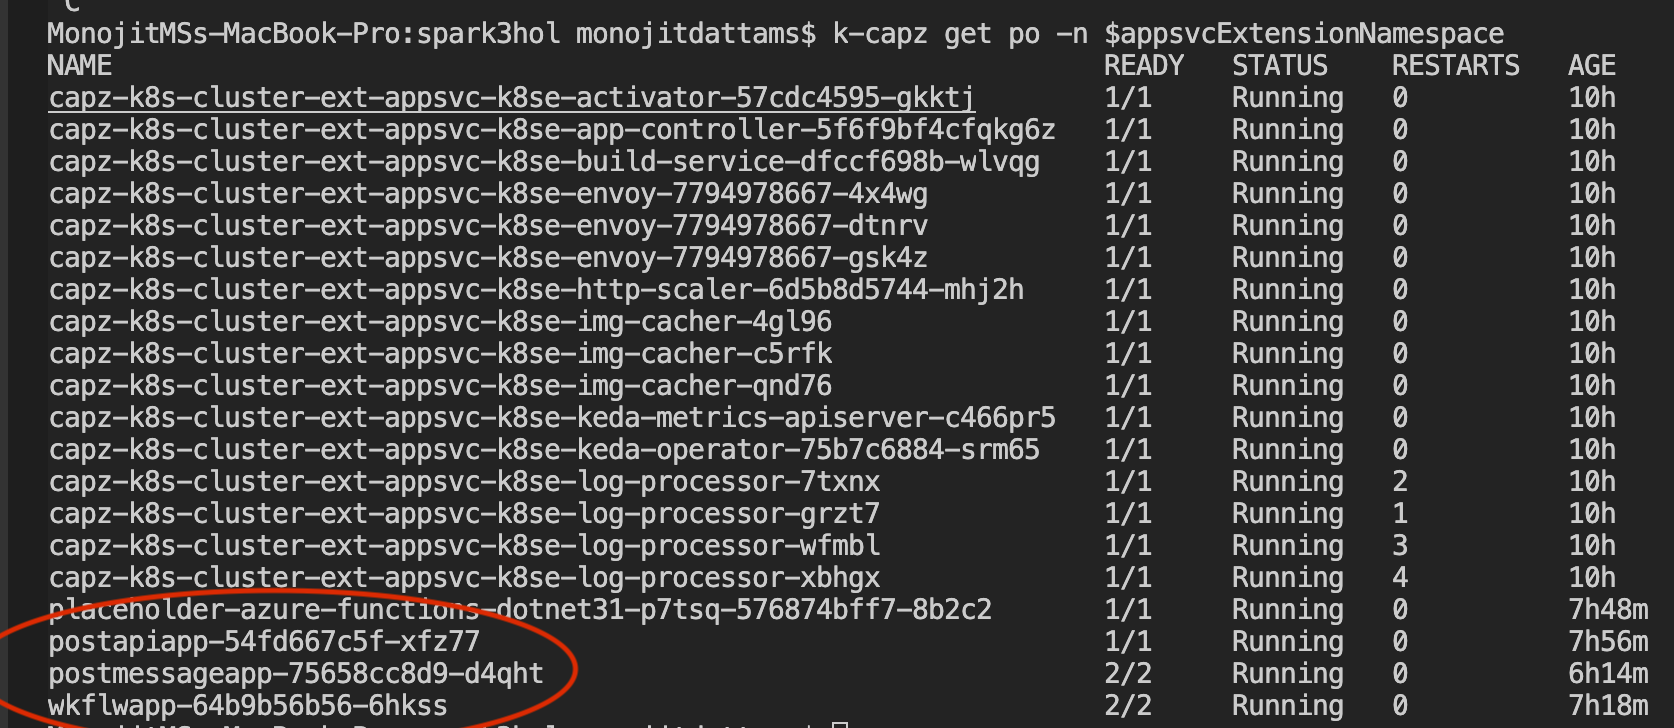 C
MonojitMSs-MacBook-Pro:spark3hol monojitdattams$ k-capz get po -n $appsvcExtensionNamespace
NAME READY STATUS RESTARTS AGE
capz-k8s-cluster-ext-appsvc-k8se-activator-57cdc4595-gkktj 1/1 Running 0 10h
capz-k8s-cluster-ext-appsvc-k8se-app-controller-5f6f9bf4cfqkg6z 1/1 Running 0 10h
capz-k8s-cluster-ext-appsvc-k8se-build-service-dfccf698b-wlvqg 1/1 Running 0 10h
capz-k8s-cluster-ext-appsvc-k8se-envoy-7794978667-4x4wg 1/1 Running 0 10h
capz-k8s-cluster-ext-appsvc-k8se-envoy-7794978667-dtnrv 1/1 Running 0 10h
capz-k8s-cluster-ext-appsvc-k8se-envoy-7794978667-gsk4z 1/1 Running 0 10h
capz-k8s-cluster-ext-appsvc-k8se-http-scaler-6d5b8d5744-mhj2h 1/1 Running 0 10h
capz-k8s-cluster-ext-appsvc-k8se-img-cacher-4gl96 1/1 Running 0 10h
capz-k8s-cluster-ext-appsvc-k8se-img-cacher-c5rfk 1/1 Running 0 10h
capz-k8s-cluster-ext-appsvc-k8se-img-cacher-qnd76 1/1 Running 0 10h
capz-k8s-cluster-ext-appsvc-k8se-keda-metrics-apiserver-c466pr5 1/1 Running 0 10h
capz-k8s-cluster-ext-appsvc-k8se-keda-operator-75b7c6884-srm65 1/1 Running 0 10h
capz-k8s-cluster-ext-appsvc-k8se-log-processor-7txnx 1/1 Running 2 10h
capz-k8s-cluster-ext-appsvc-k8se-log-processor-grzt7 1/1 Running 1 10h
capz-k8s-cluster-ext-appsvc-k8se-log-processor-wfmbl 1/1 Running 3 10h
capz-k8s-cluster-ext-appsvc-k8se-log-processor-xbhgx 1/1 Running 4 10h
placeholder-azure-functions-dotnet31-p7tsq-576874bff7-8b2c2 1/1 Running 0 7h48m
postapiapp-54fd667c5f-xfz77 1/1 Running 0 7h56m
postmessageapp-75658cc8d9-d4qht 2/2 Running 0 6h14m
wkflwapp-64b9b56b56-6hkss 2/2 Running 0 7h18m